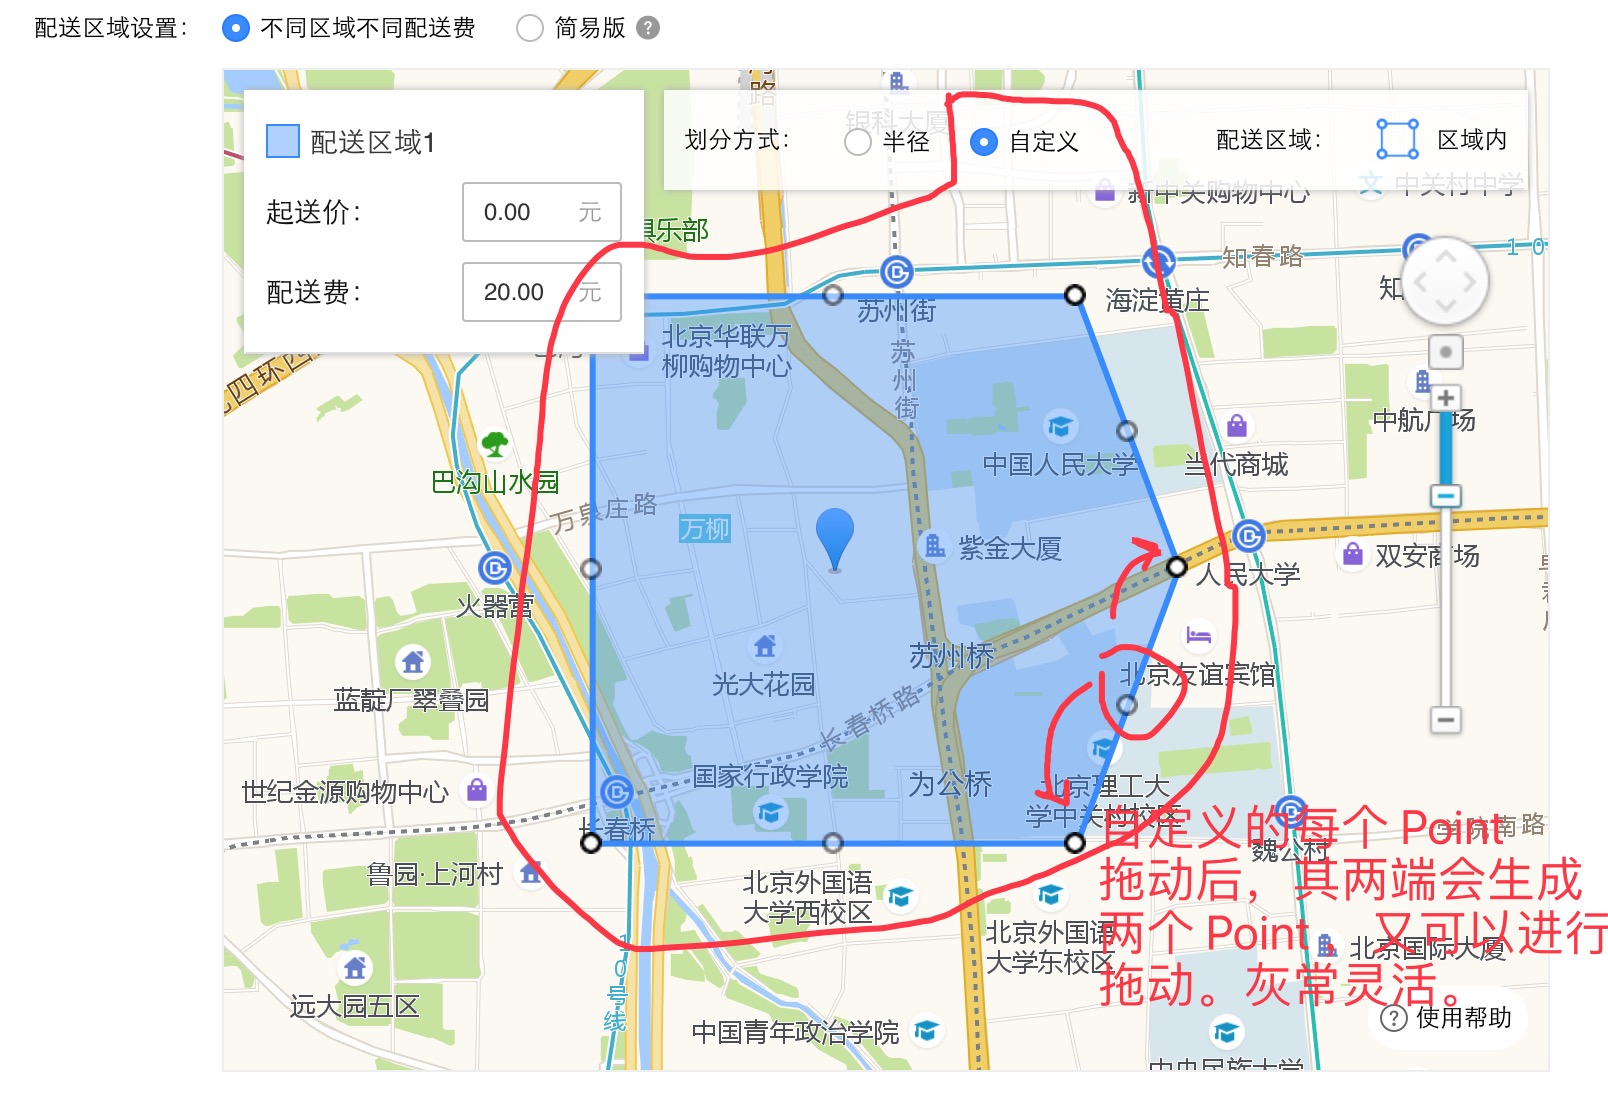 配送区域设置：
不同区域不同配送费
简易版
?
配送区域1
起送价：
0.00 元
配送费：
20.00 元
划分方式：
半径
自定义
配送区域：
区域内
路
银科大厦
新中关购物中心
文
中关村中学
俱乐部
知春路
10
苏州街
海淀黄庄
知
北京华联万
柳购物中心
苏州街
北四环西
中航广场
中国人民大学
当代商城
巴沟山水园
万泉庄路
万柳
紫金大厦
双安商场
人民大学
火器营
苏州桥
北京友谊宾馆
光大花园
蓝靛厂翠叠园
长春桥路
国家行政学院
为公桥
北京理工大
学中关村校区
世纪金源购物中心
长春桥
学院南路
魏公村
自定义的每个 Point
拖动后，其两端会生成
两个 Point，又可以进行
拖动。灰常灵活。
鲁园·上河村
北京外国语
大学西校区
北京外国语
大学东校区
北京国际大厦
10号线
远大园五区
中国青年政治学院
? 使用帮助
中央民族大学